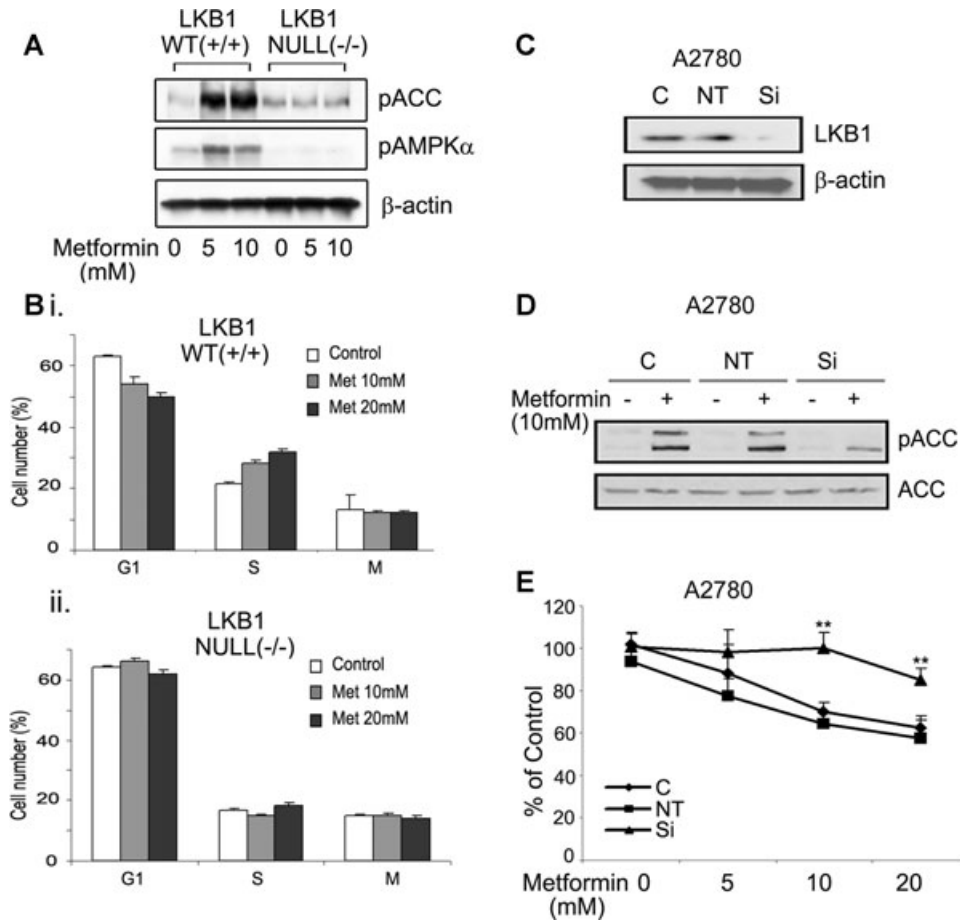 A
LKB1
WT(+/+)
LKB1
NULL(-/-)
pACC
pAMPKα
β-actin
Metformin 0 5 10 0 5 10
(mM)
B i.
LKB1
WT(+/+)
Control
Met 10mM
Met 20mM
Cell number (%)
60
40
20
0
G1 S M
ii.
LKB1
NULL(-/-)
Control
Met 10mM
Met 20mM
Cell number (%)
60
40
20
0
G1 S M
C
A2780
C NT Si
LKB1
β-actin
D
A2780
C NT Si
Metformin - + - + - +
(10mM)
pACC
ACC
E
A2780
% of Control
120
100
80
60
40
20
0
** **
C
NT
Si
Metformin 0 5 10 20
(mM)